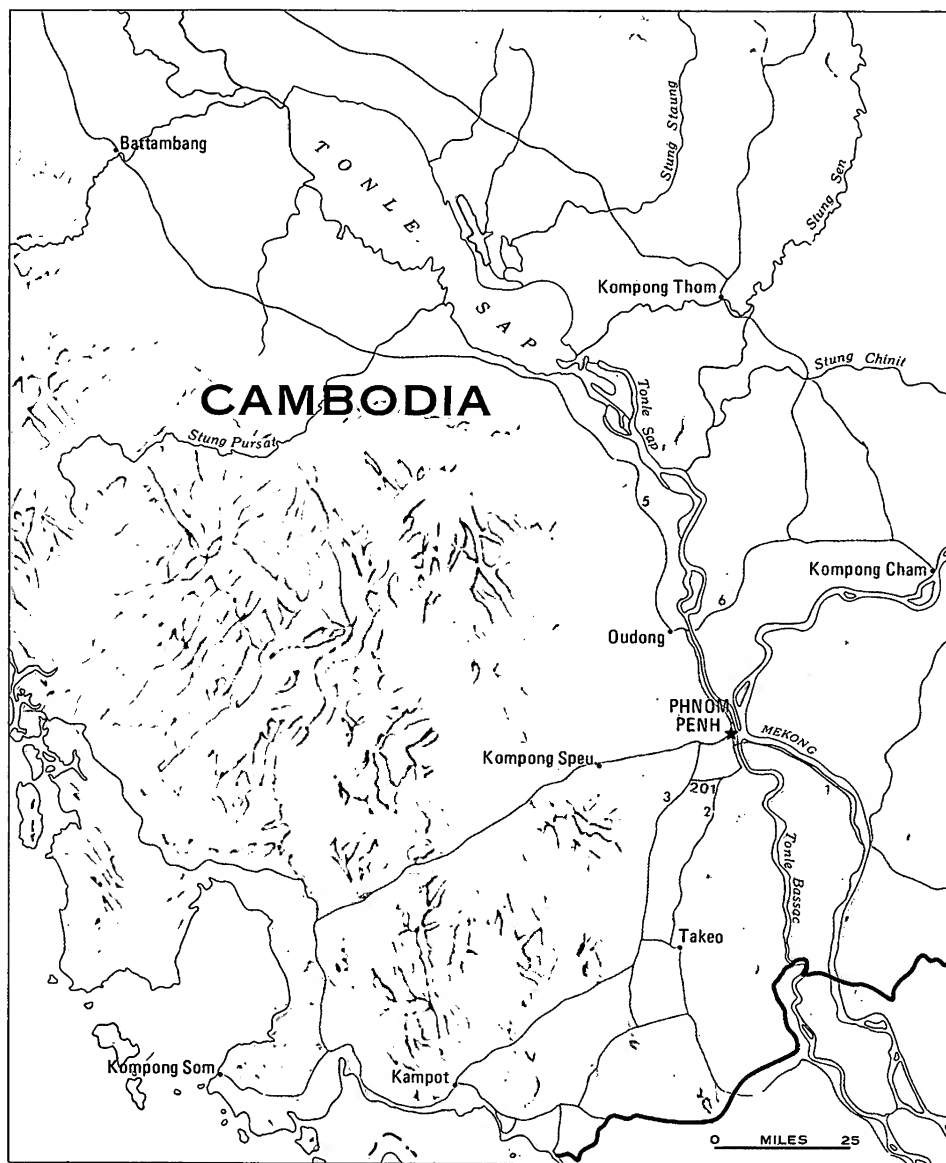 Stung Staung
Battambang
TONLE SAP
Stung Sen
Kompong Thom
Stung Chinit
Tonle Sap
CAMBODIA
Stung Pursat
5
Kompong Cham
6
Oudong
PHNOM
PENH
MEKONG
Kompong Speu
1
201
3
2
Tonle Bassac
Takeo
Kompong Som
Kampot
0 MILES 25